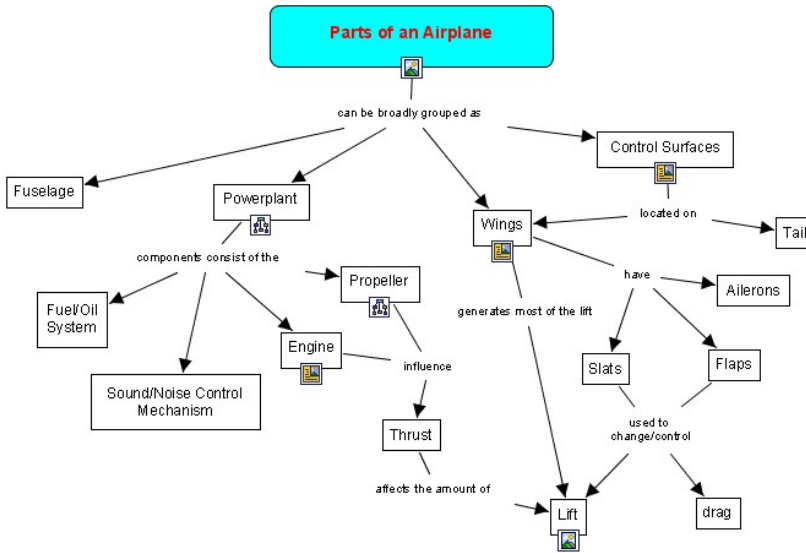 Parts of an Airplane
can be broadly grouped as
Control Surfaces
Fuselage
Powerplant
Wings
located on
Tail
components consist of the
have
Propeller
Ailerons
Fuel/Oil
System
generates most of the lift
Engine
influence
Slats
Flaps
Sound/Noise Control
Mechanism
Thrust
used to
change/control
affects the amount of
Lift
drag